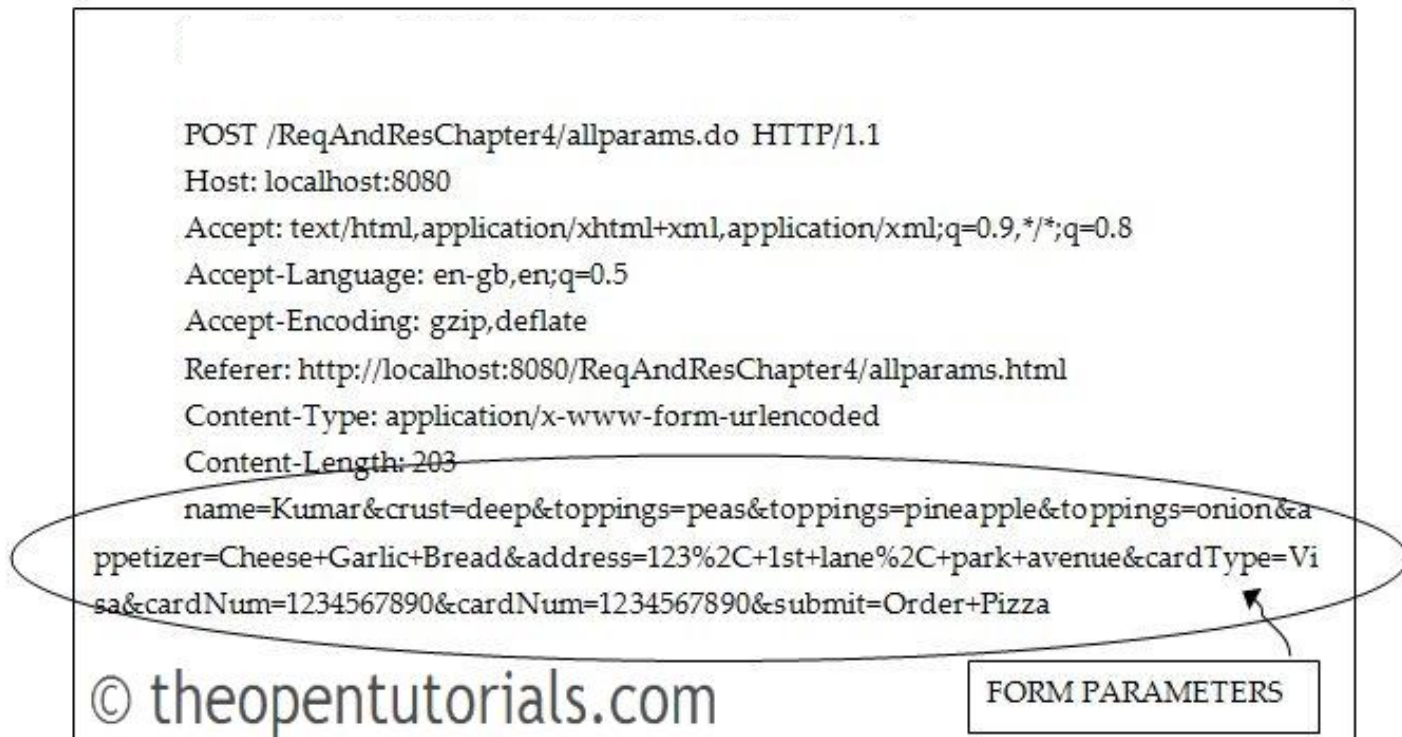 POST /ReqAndResChapter4/allparams.do HTTP/1.1
Host: localhost:8080
Accept: text/html,application/xhtml+xml,application/xml;q=0.9,*/*;q=0.8
Accept-Language: en-gb,en;q=0.5
Accept-Encoding: gzip,deflate
Referer: http://localhost:8080/ReqAndResChapter4/allparams.html
Content-Type: application/x-www-form-urlencoded
Content-Length: 203
name=Kumar&crust=deep&toppings=peas&toppings=pineapple&toppings=onion&a
ppetizer=Cheese+Garlic+Bread&address=123%2C+1st+lane%2C+park+avenue&cardType=Vi
sa&cardNum=1234567890&cardNum=1234567890&submit=Order+Pizza
© theopentutorials.com
FORM PARAMETERS